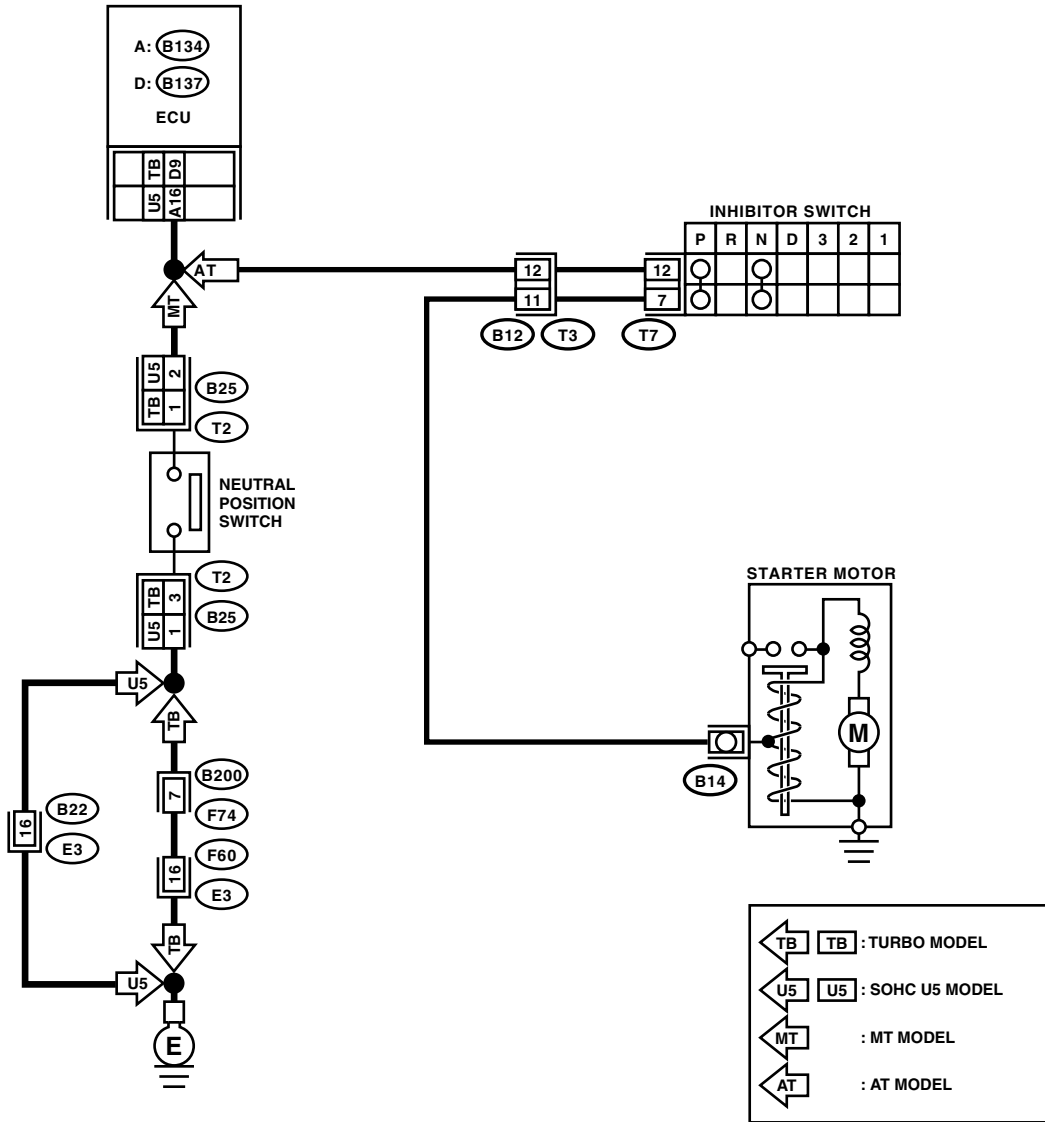 A: B134
D: B137
ECU
TB D9
U5 A16
AT
MT
U5 2
TB 1
B25
T2
NEUTRAL
POSITION
SWITCH
T2
B25
TB 3
U5 1
U5
TB
7
B200
F74
16
B22
E3
16
F60
E3
TB
U5
E
INHIBITOR SWITCH
P R N D 3 2 1
12 12
11 7
B12 T3 T7
STARTER MOTOR
M
B14
TB TB : TURBO MODEL
U5 U5 : SOHC U5 MODEL
MT : MT MODEL
AT : AT MODEL